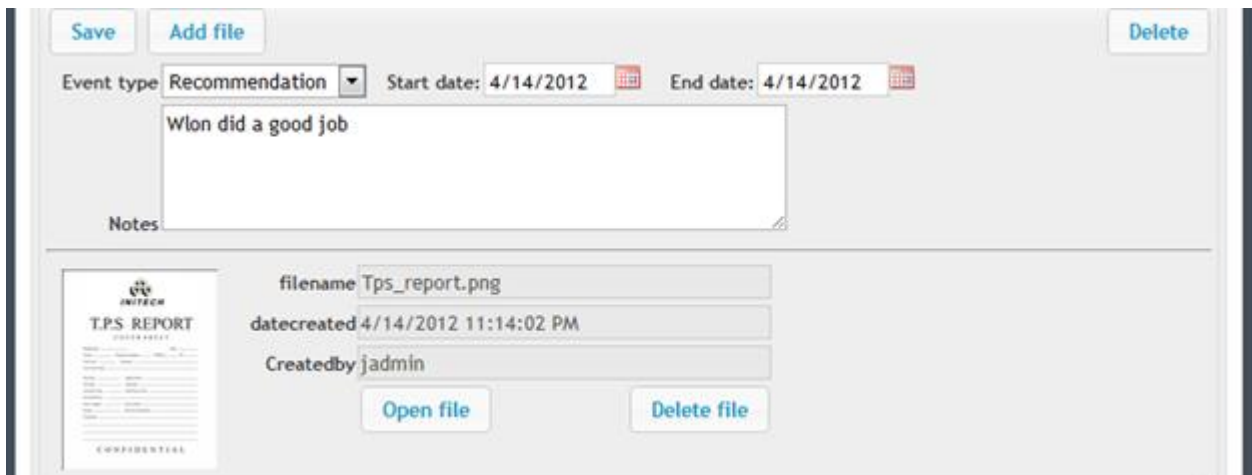 Save Add file Delete
Event type Recommendation Start date: 4/14/2012 End date: 4/14/2012
Wlon did a good job
Notes
INITECH
T.P.S REPORT
COVER SHEET
CONFIDENTIAL
filename Tps_report.png
datecreated 4/14/2012 11:14:02 PM
Createdby jadmin
Open file Delete file